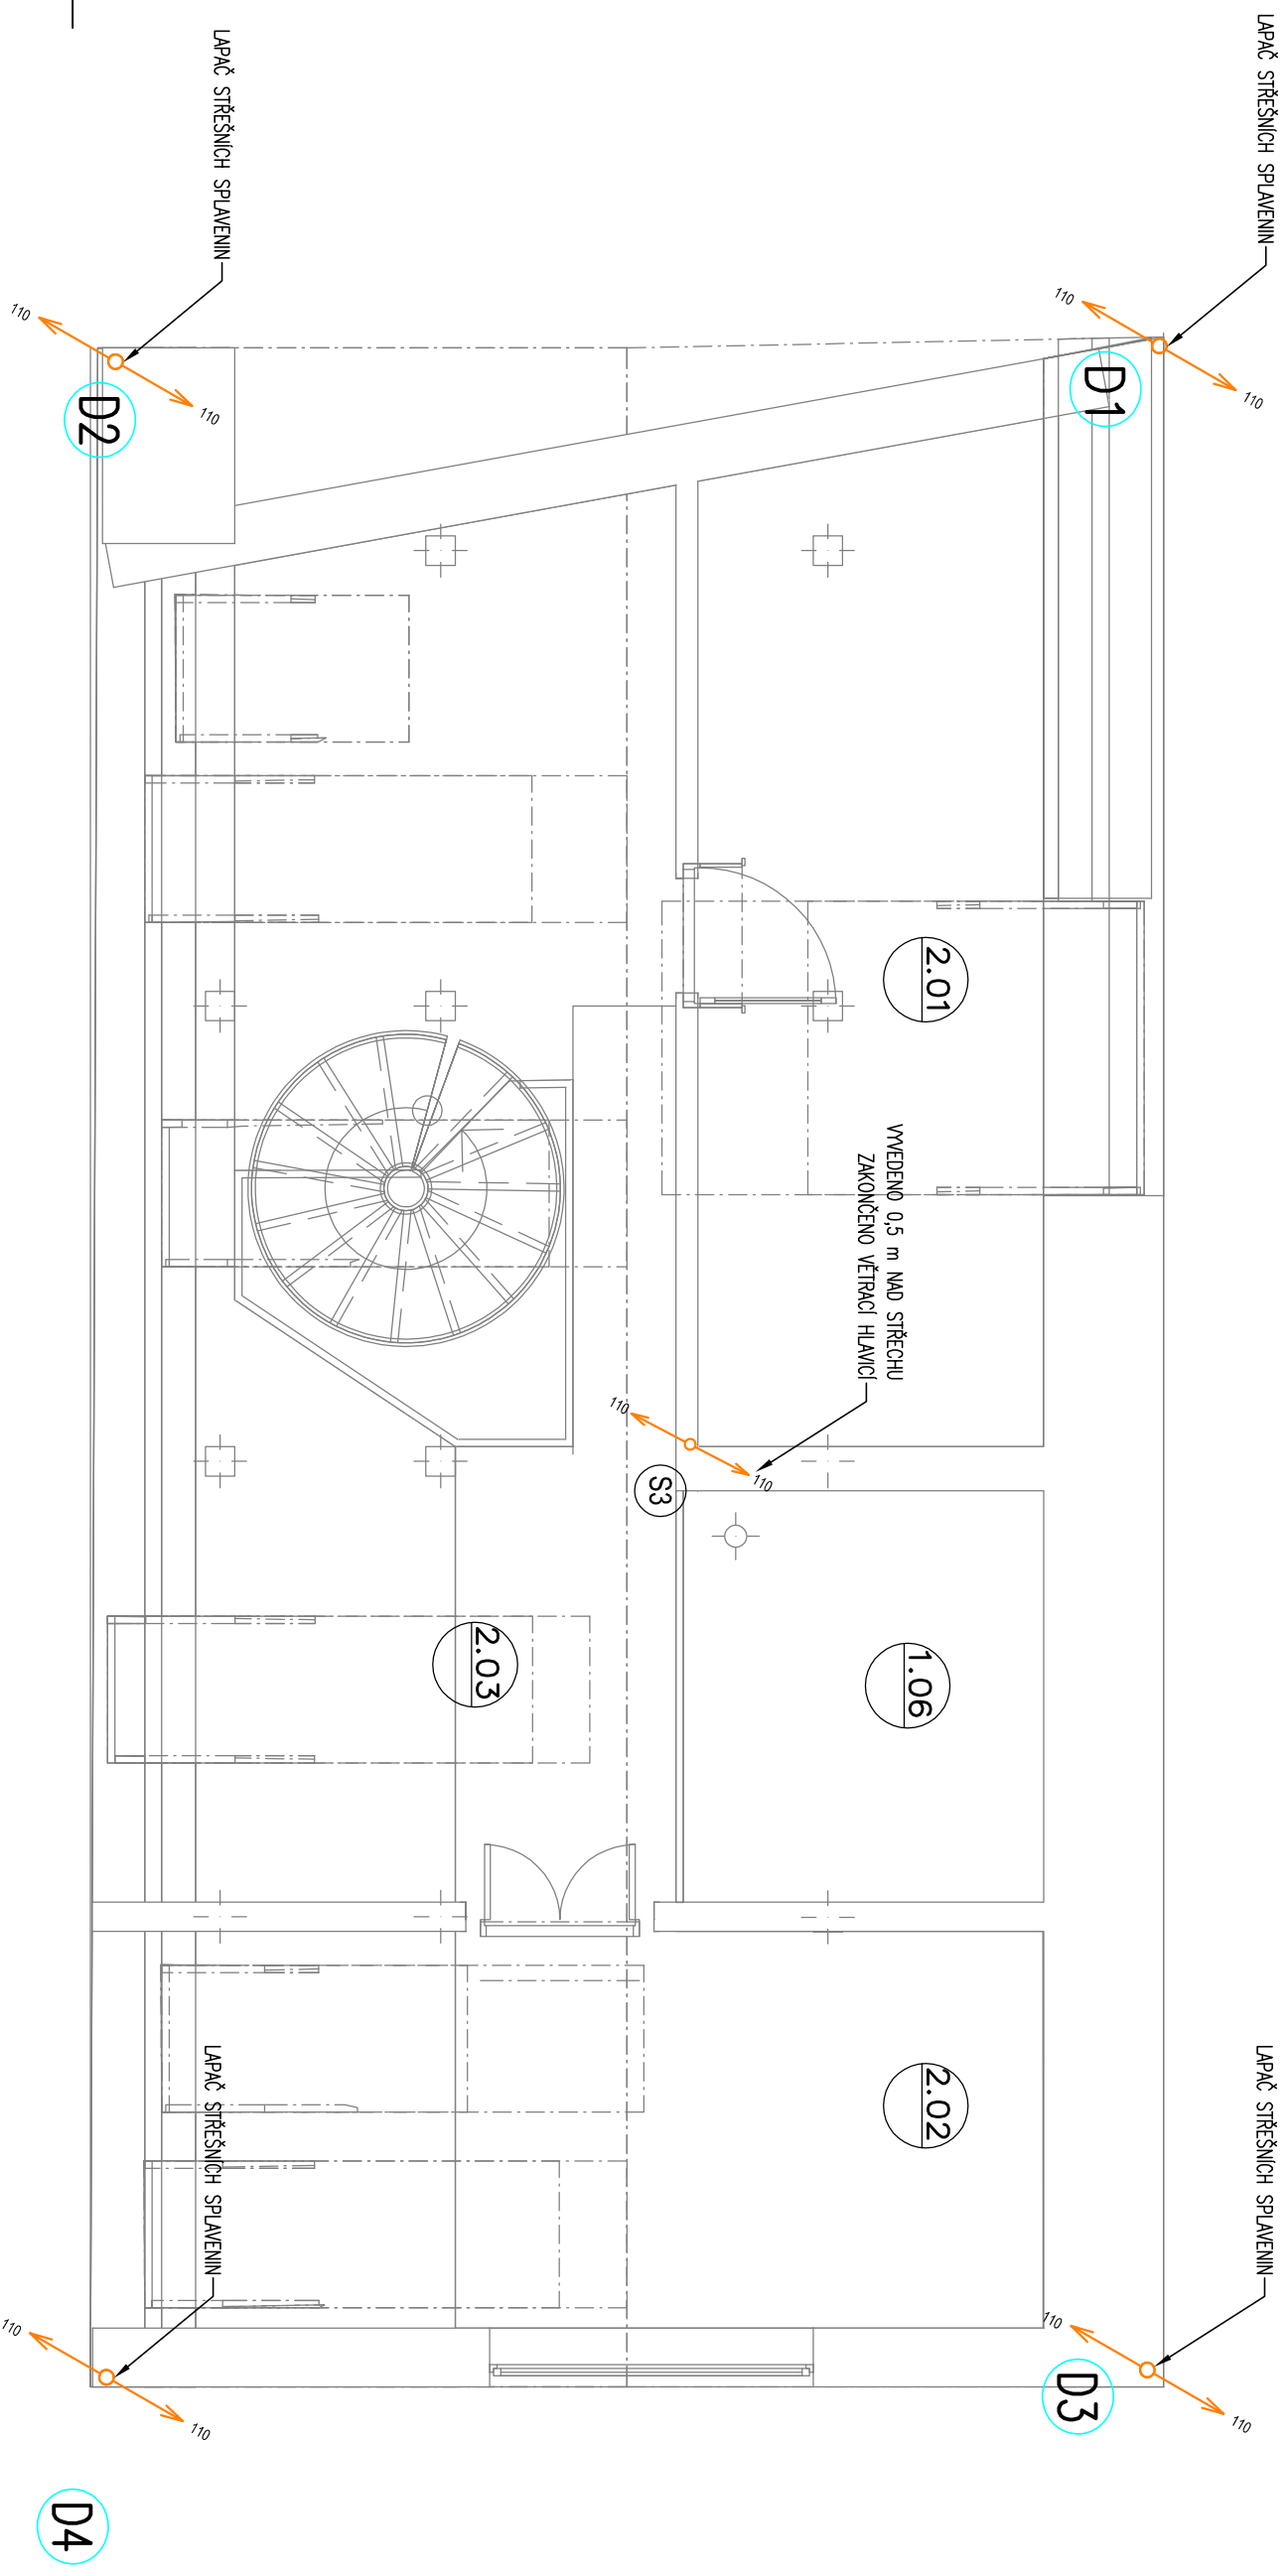 LAPAČ STŘEŠNÍCH SPLAVENIN
110
110
D1
LAPAČ STŘEŠNÍCH SPLAVENIN
110
110
D2
2.01
VYVEDENO 0,5 m NAD STŘECHU
ZAKONČENO VĚTRACÍ HLAVICÍ
110
110
S3
1.06
2.03
2.02
LAPAČ STŘEŠNÍCH SPLAVENIN
110
110
D3
LAPAČ STŘEŠNÍCH SPLAVENIN
110
110
D4